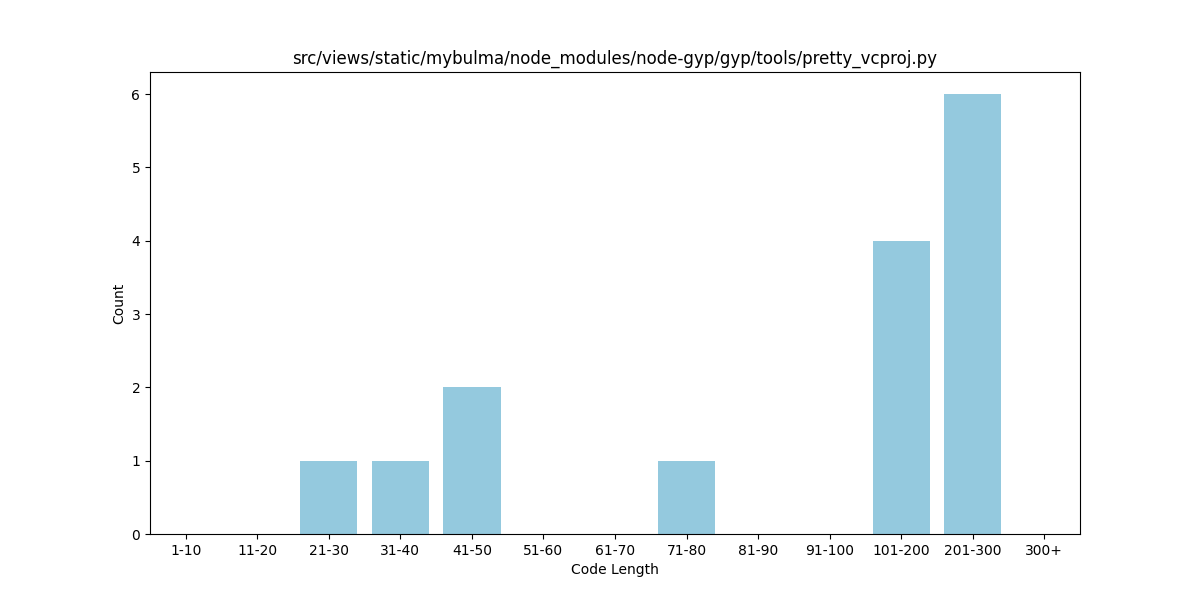 src/views/static/mybulma/node_modules/node-gyp/gyp/tools/pretty_vcproj.py
6
5
4
3
2
1
0
Count
1-10 11-20 21-30 31-40 41-50 51-60 61-70 71-80 81-90 91-100 101-200 201-300 300+
Code Length